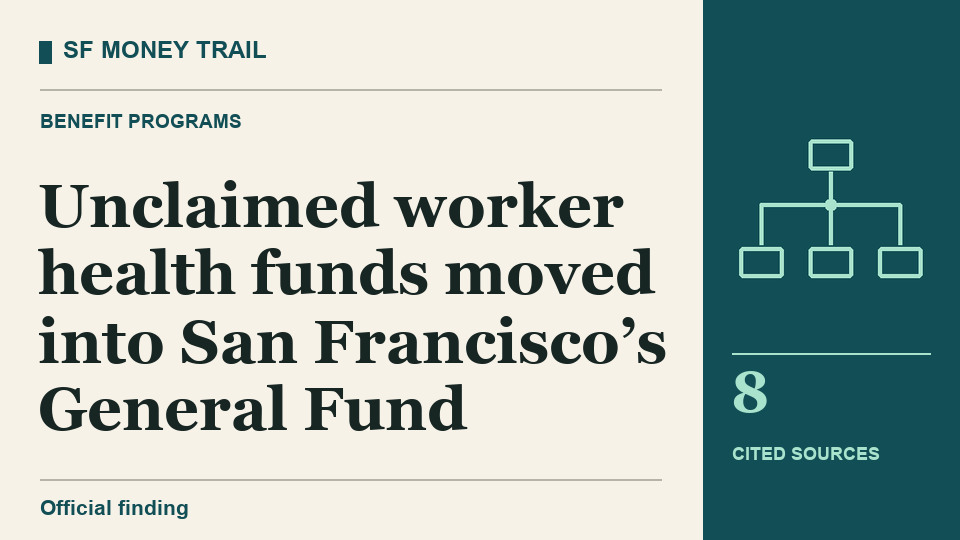 SF MONEY TRAIL
BENEFIT PROGRAMS
Unclaimed worker
health funds moved
into San Francisco’s
General Fund
Official finding
8
CITED SOURCES